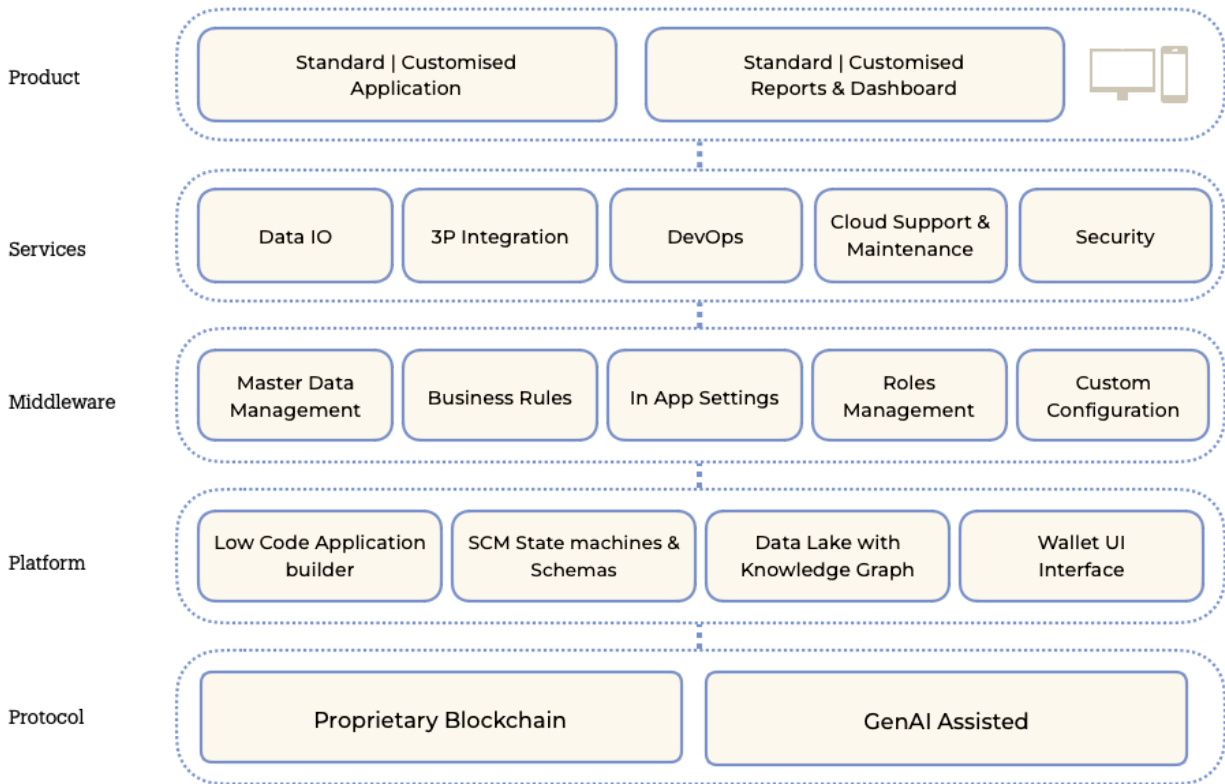 Product
Standard | Customised
Application
Standard | Customised
Reports & Dashboard
Services
Data IO
3P Integration
DevOps
Cloud Support &
Maintenance
Security
Middleware
Master Data
Management
Business Rules
In App Settings
Roles
Management
Custom
Configuration
Platform
Low Code Application
builder
SCM State machines &
Schemas
Data Lake with
Knowledge Graph
Wallet UI
Interface
Protocol
Proprietary Blockchain
GenAI Assisted